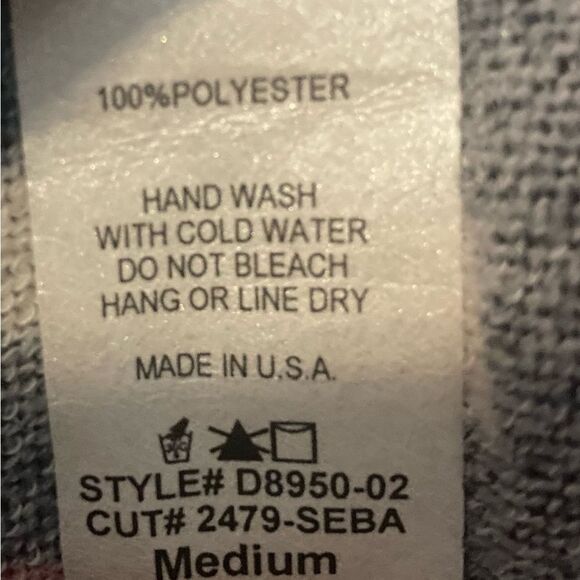 100%POLYESTER
HAND WASH
WITH COLD WATER
DO NOT BLEACH
HANG OR LINE DRY
MADE IN U.S.A.
STYLE# D8950-02
CUT# 2479-SEBA
Medium